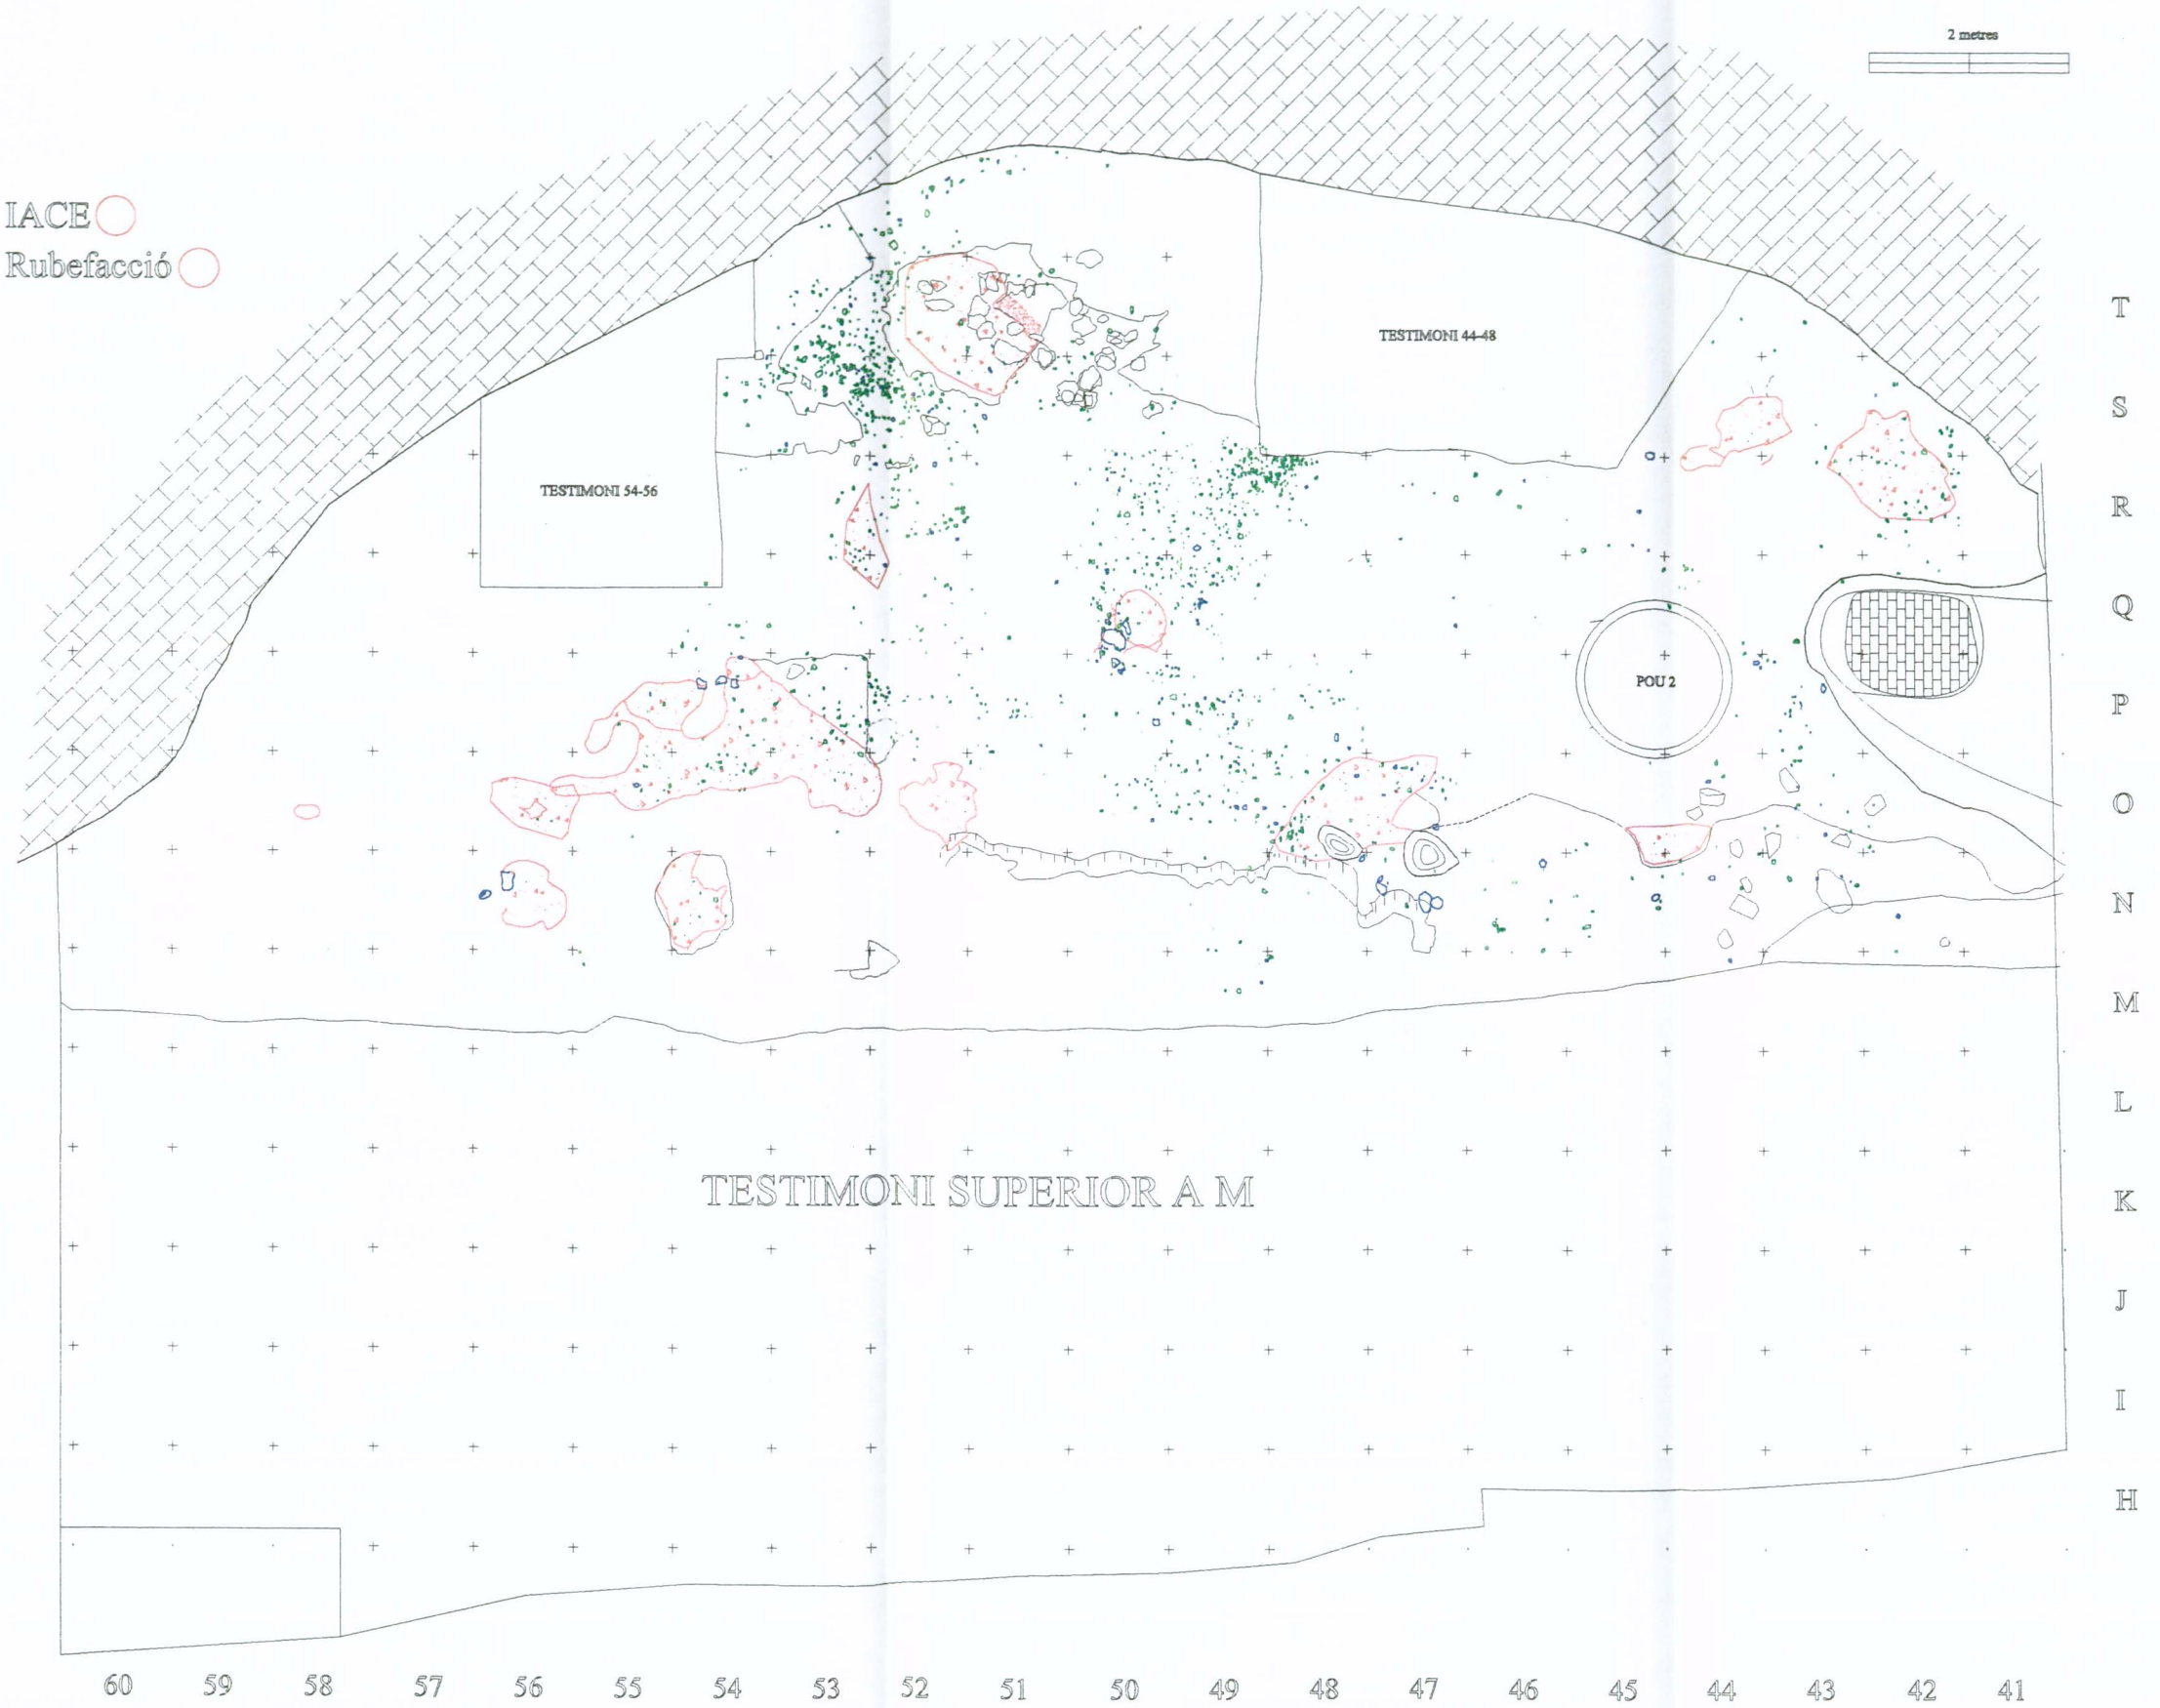 2 metres
IACE
Rubefacció
T
TESTIMONI 44-48
S
TESTIMONI 54-56
R
Q
POU 2
P
O
N
M
L
TESTIMONI SUPERIOR A M
K
J
I
H
60 59 58 57 56 55 54 53 52 51 50 49 48 47 46 45 44 43 42 41